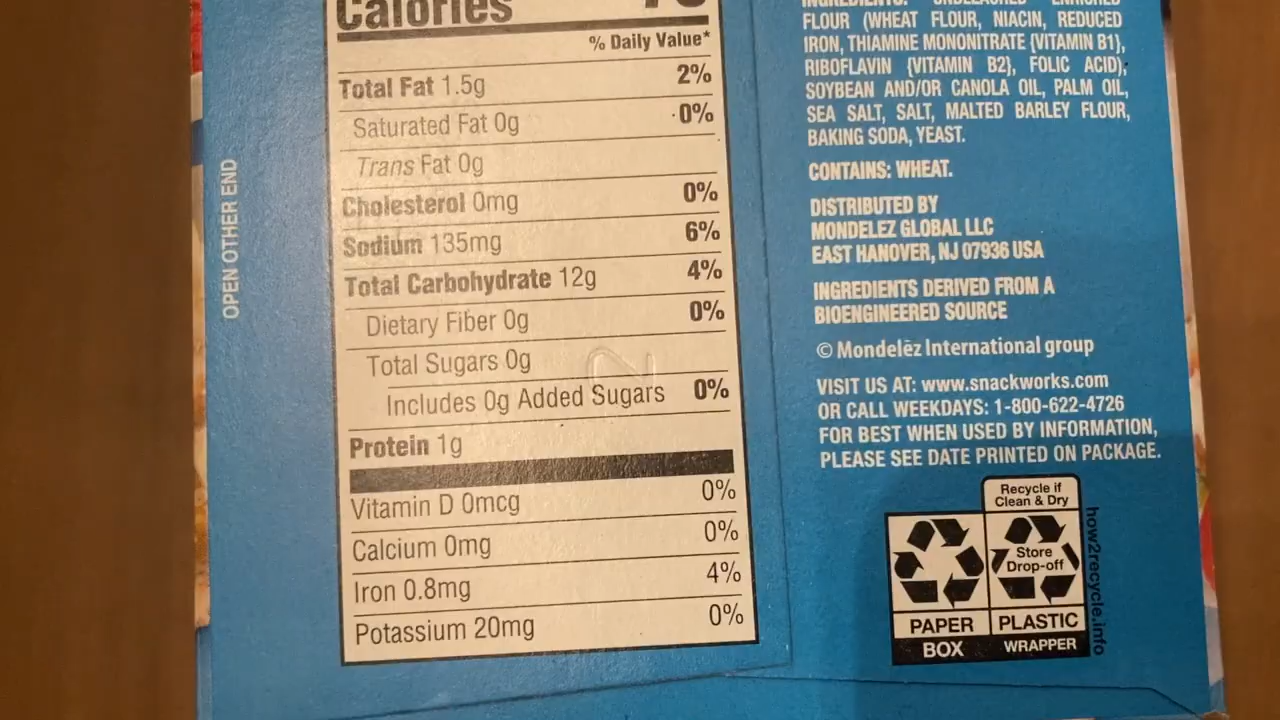 OPEN OTHER END
Calories
% Daily Value*
Total Fat 1.5g 2%
Saturated Fat 0g 0%
Trans Fat 0g
Cholesterol 0mg 0%
Sodium 135mg 6%
Total Carbohydrate 12g 4%
Dietary Fiber 0g 0%
Total Sugars 0g
Includes 0g Added Sugars 0%
Protein 1g
Vitamin D 0mcg 0%
Calcium 0mg 0%
Iron 0.8mg 4%
Potassium 20mg 0%
FLOUR (WHEAT FLOUR, NIACIN, REDUCED
IRON, THIAMINE MONONITRATE {VITAMIN B1},
RIBOFLAVIN {VITAMIN B2}, FOLIC ACID),
SOYBEAN AND/OR CANOLA OIL, PALM OIL,
SEA SALT, SALT, MALTED BARLEY FLOUR,
BAKING SODA, YEAST.
CONTAINS: WHEAT.
DISTRIBUTED BY
MONDELEZ GLOBAL LLC
EAST HANOVER, NJ 07936 USA
INGREDIENTS DERIVED FROM A
BIOENGINEERED SOURCE
© Mondelēz International group
VISIT US AT: www.snackworks.com
OR CALL WEEKDAYS: 1-800-622-4726
FOR BEST WHEN USED BY INFORMATION,
PLEASE SEE DATE PRINTED ON PACKAGE.
Recycle if
Clean & Dry
Store
Drop-off
PAPER
BOX
PLASTIC
WRAPPER
how2recycle.info